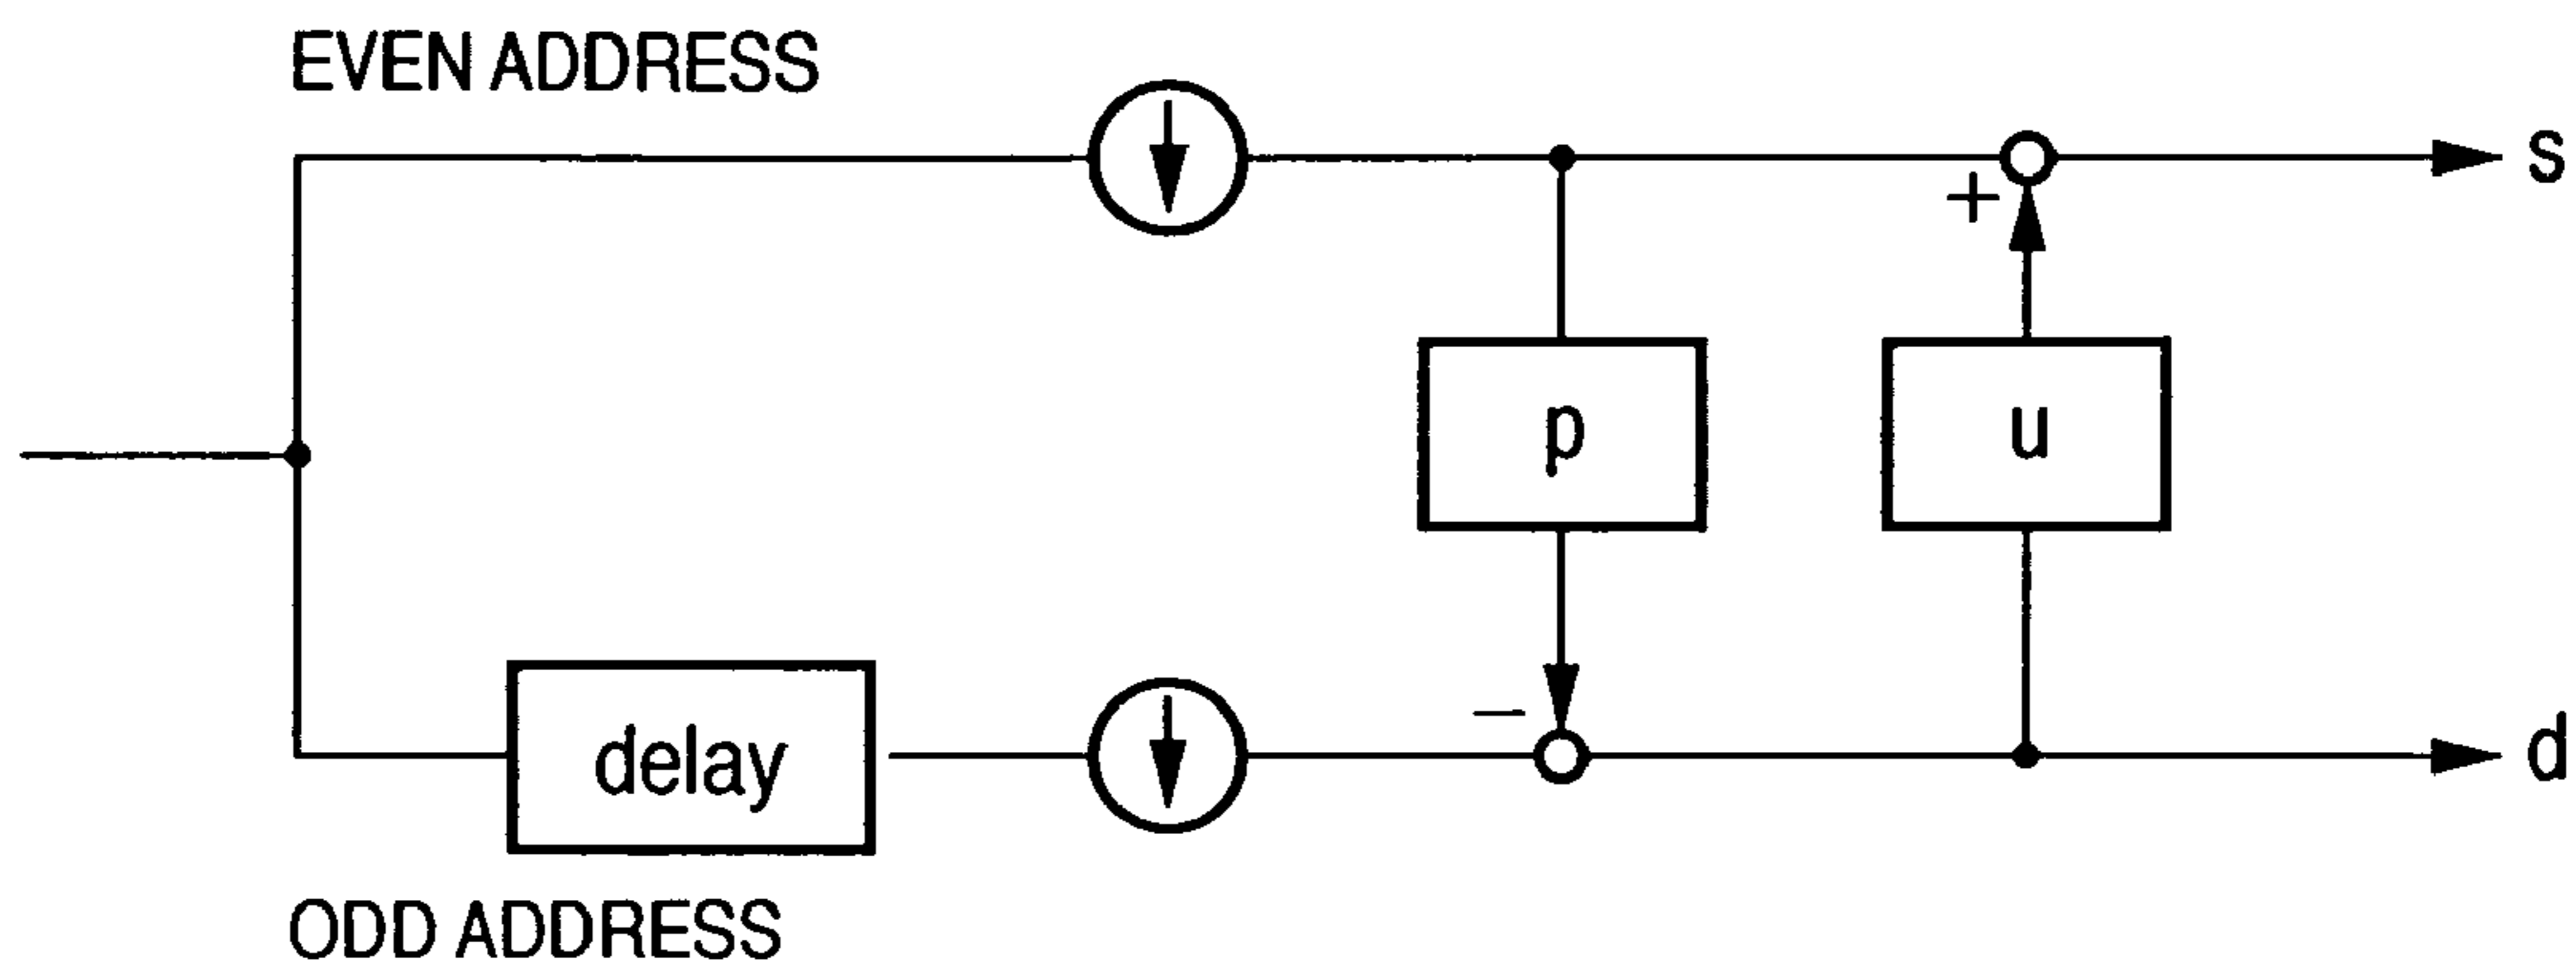 EVEN ADDRESS
s
+
p
u
−
delay
d
ODD ADDRESS